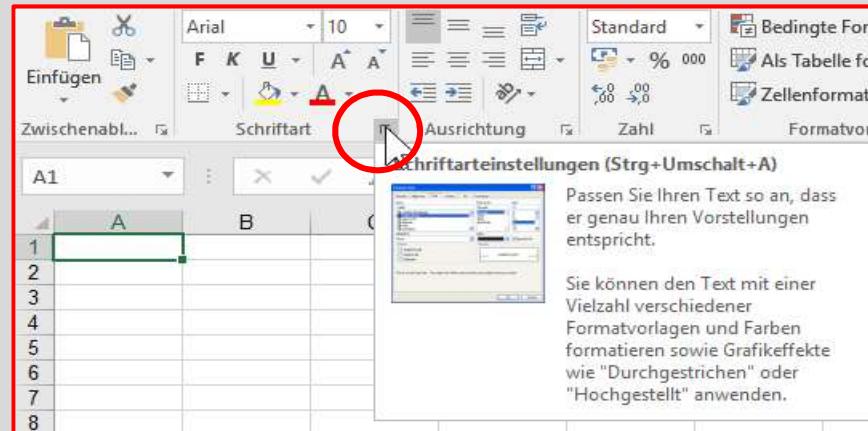 Arial 10 Standard Bedingte For
F K U A A % 000 Als Tabelle fo
Einfügen A ,00 ,0 Zellenformat
Zwischenabl... Schriftart Ausrichtung Zahl Formatvor
A1
Schriftarteinstellungen (Strg+Umschalt+A)
Passen Sie Ihren Text so an, dass
er genau Ihren Vorstellungen
entspricht.
Sie können den Text mit einer
Vielzahl verschiedener
Formatvorlagen und Farben
formatieren sowie Grafikeffekte
wie "Durchgestrichen" oder
"Hochgestellt" anwenden.
A B
1
2
3
4
5
6
7
8